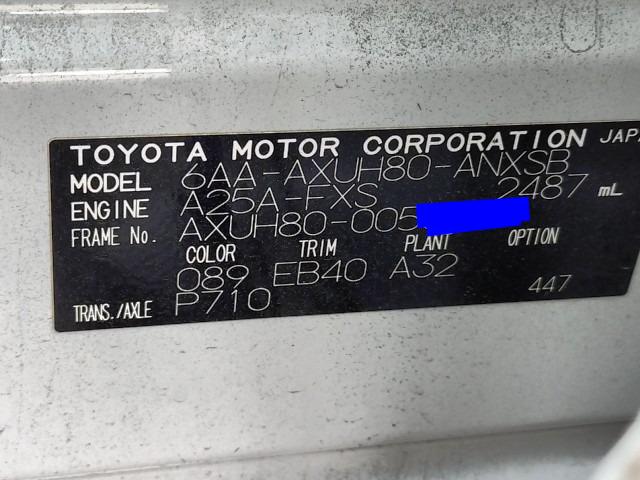 TOYOTA MOTOR CORPORATION JAPA
MODEL 6AA-AXUH80-ANXSB
ENGINE A25A-FXS 2487 mL
FRAME No. AXUH80-005
COLOR TRIM PLANT OPTION
089 EB40 A32
TRANS./AXLE P710 447